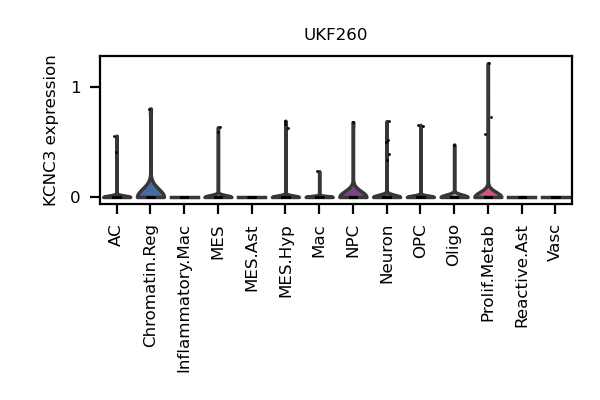 UKF260
KCNC3 expression
1
0
AC
Chromatin.Reg
Inflammatory.Mac
MES
MES.Ast
MES.Hyp
Mac
NPC
Neuron
OPC
Oligo
Prolif.Metab
Reactive.Ast
Vasc